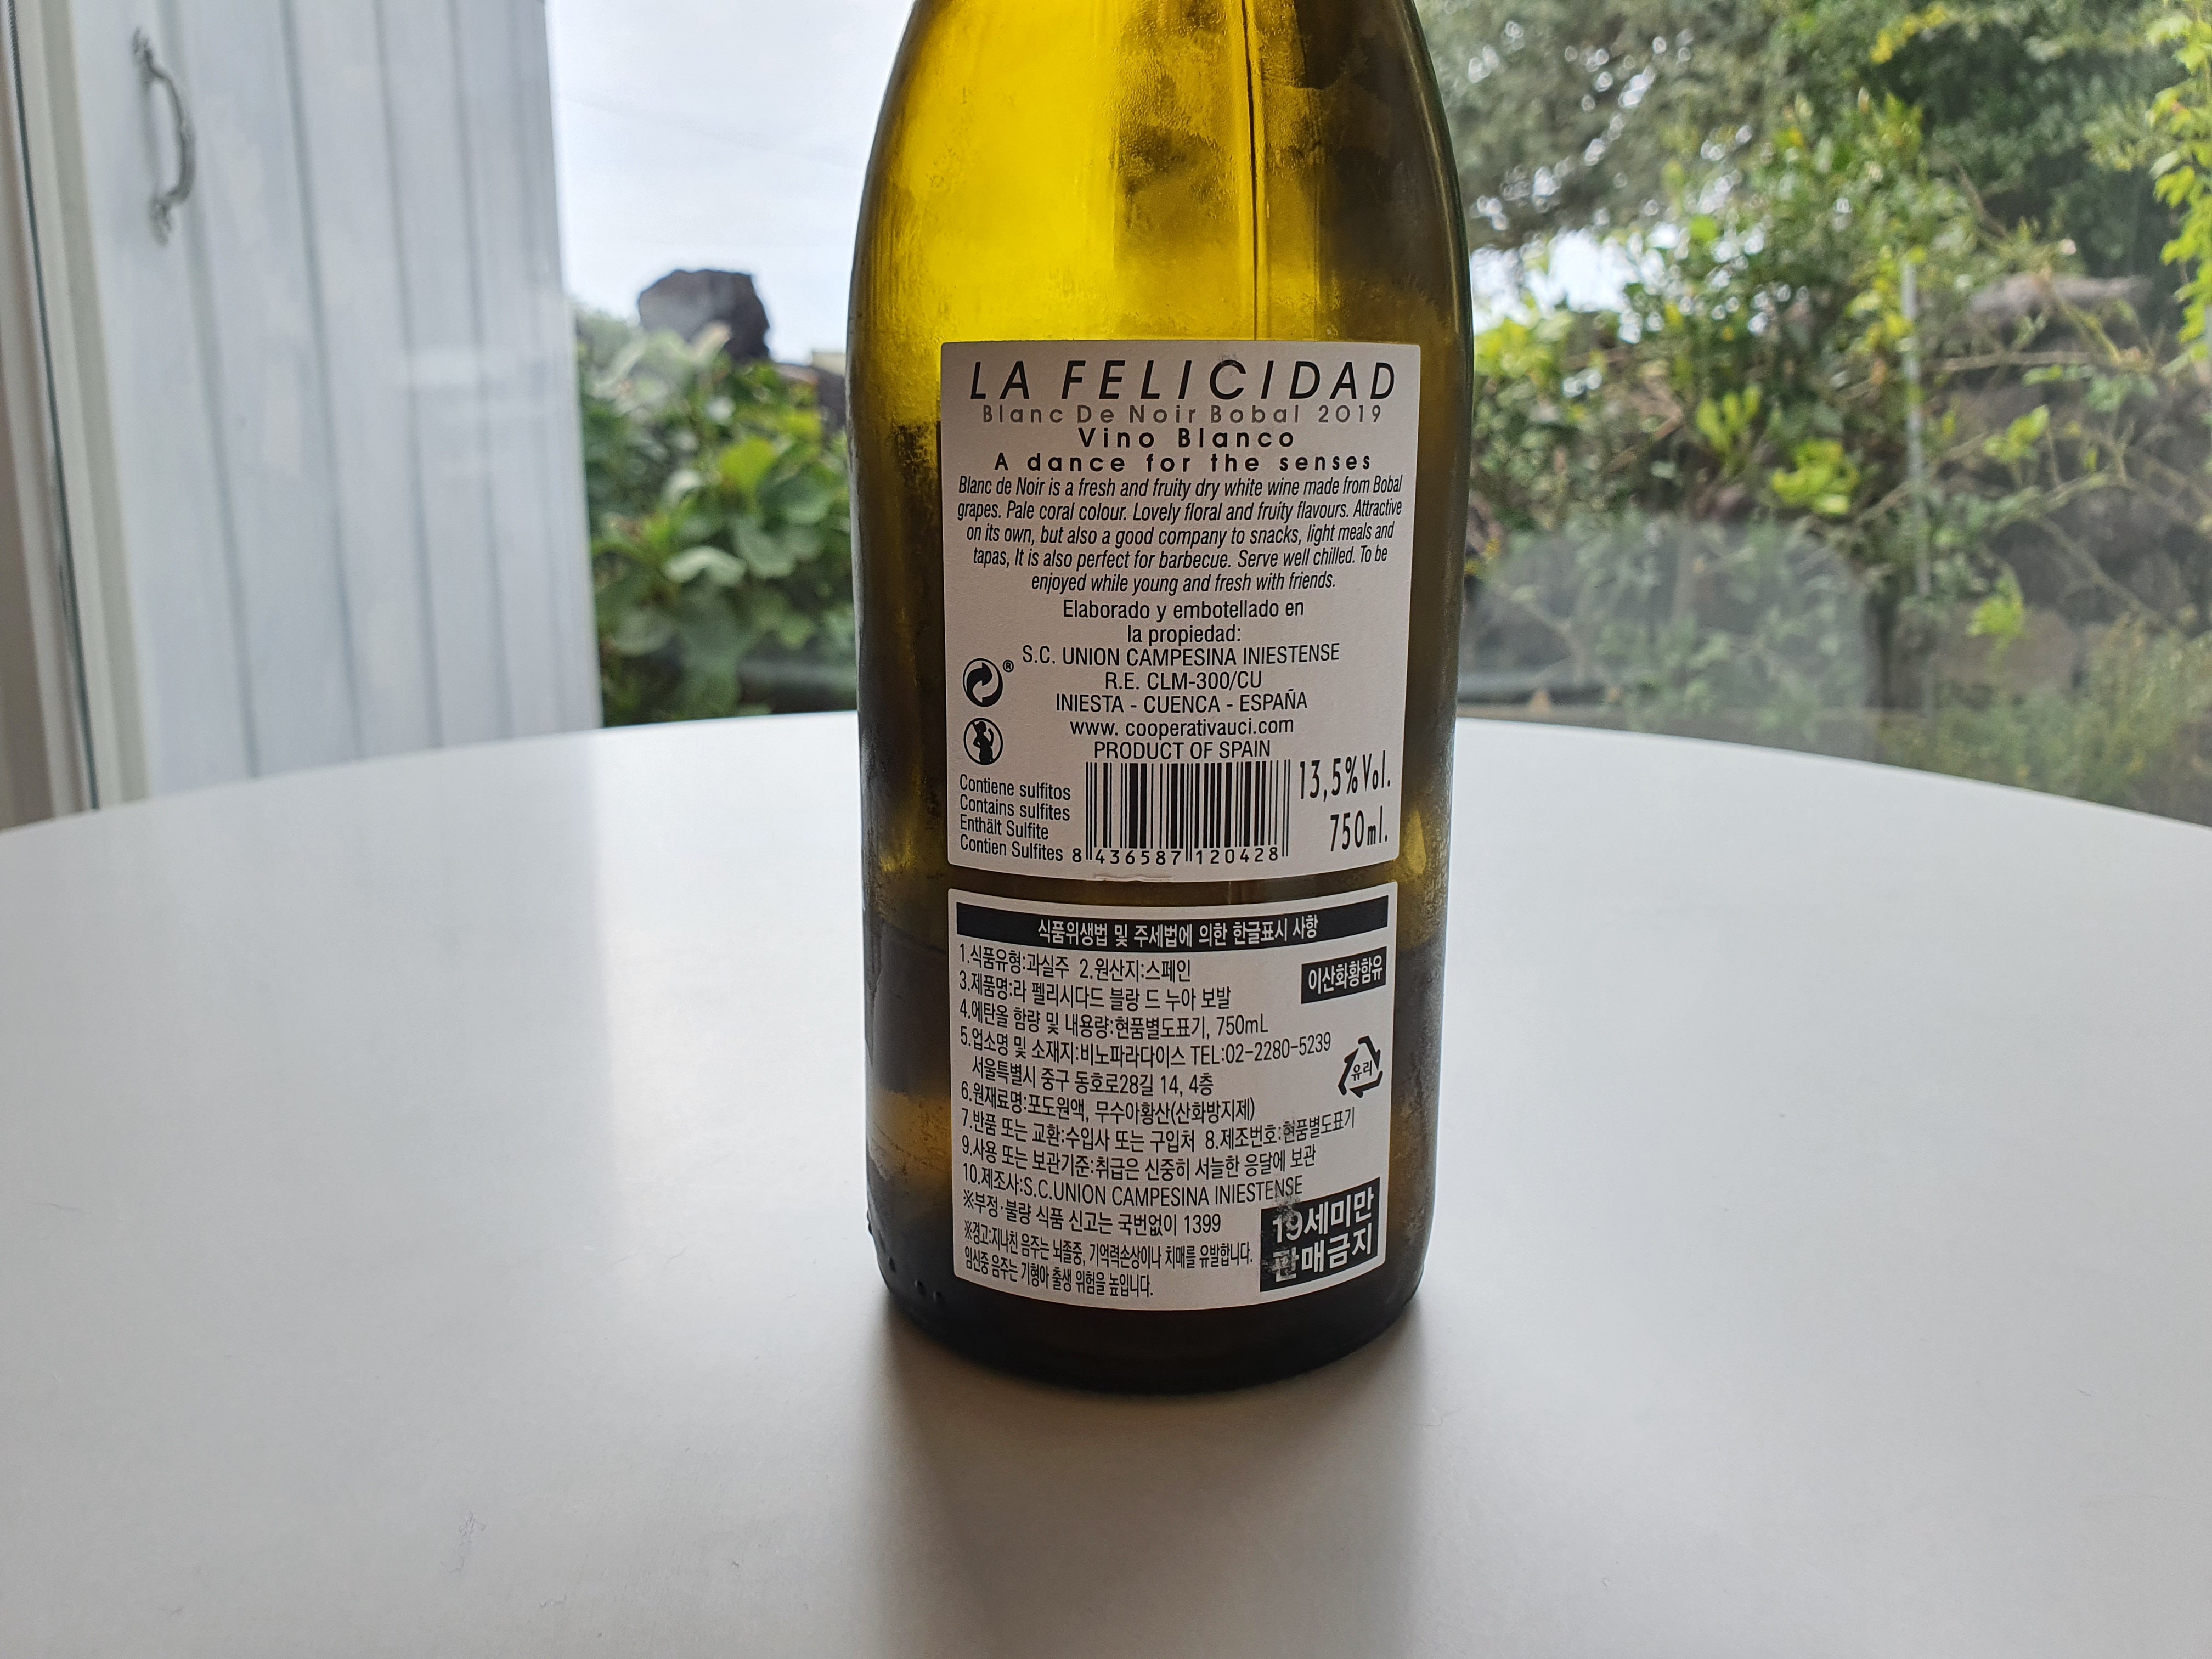 LA FELICIDAD
Blanc De Noir Bobal 2019
Vino Blanco
A dance for the senses
Blanc de Noir is a fresh and fruity dry white wine made from Bobal
grapes. Pale coral colour. Lovely floral and fruity flavours. Attractive
on its own, but also a good company to snacks, light meals and
tapas, It is also perfect for barbecue. Serve well chilled. To be
enjoyed while young and fresh with friends.
Elaborado y embotellado en
la propiedad:
S.C. UNION CAMPESINA INIESTENSE
R.E. CLM-300/CU
INIESTA - CUENCA - ESPAÑA
www. cooperativauci.com
PRODUCT OF SPAIN
Contiene sulfitos
Contains sulfites
Enthält Sulfite
Contien Sulfites
8 436587 120428
13,5%Vol.
750ml.
식품위생법 및 주세법에 의한 한글표시 사항
1.식품유형:과실주 2.원산지:스페인
이산화황함유
3.제품명:라 펠리시다드 블랑 드 누아 보발
4.에탄올 함량 및 내용량:현품별도표기, 750mL
5.업소명 및 소재지:비노파라다이스 TEL:02-2280-5239
서울특별시 중구 동호로28길 14, 4층
유리
6.원재료명:포도원액, 무수아황산(산화방지제)
7.반품 또는 교환:수입사 또는 구입처 8.제조번호:현품별도표기
9.사용 또는 보관기준:취급은 신중히 서늘한 응달에 보관
10.제조사:S.C.UNION CAMPESINA INIESTENSE
※부정·불량 식품 신고는 국번없이 1399
※경고:지나친 음주는 뇌졸중, 기억력손상이나 치매를 유발합니다.
임신중 음주는 기형아 출생 위험을 높입니다.
19세미만
판매금지